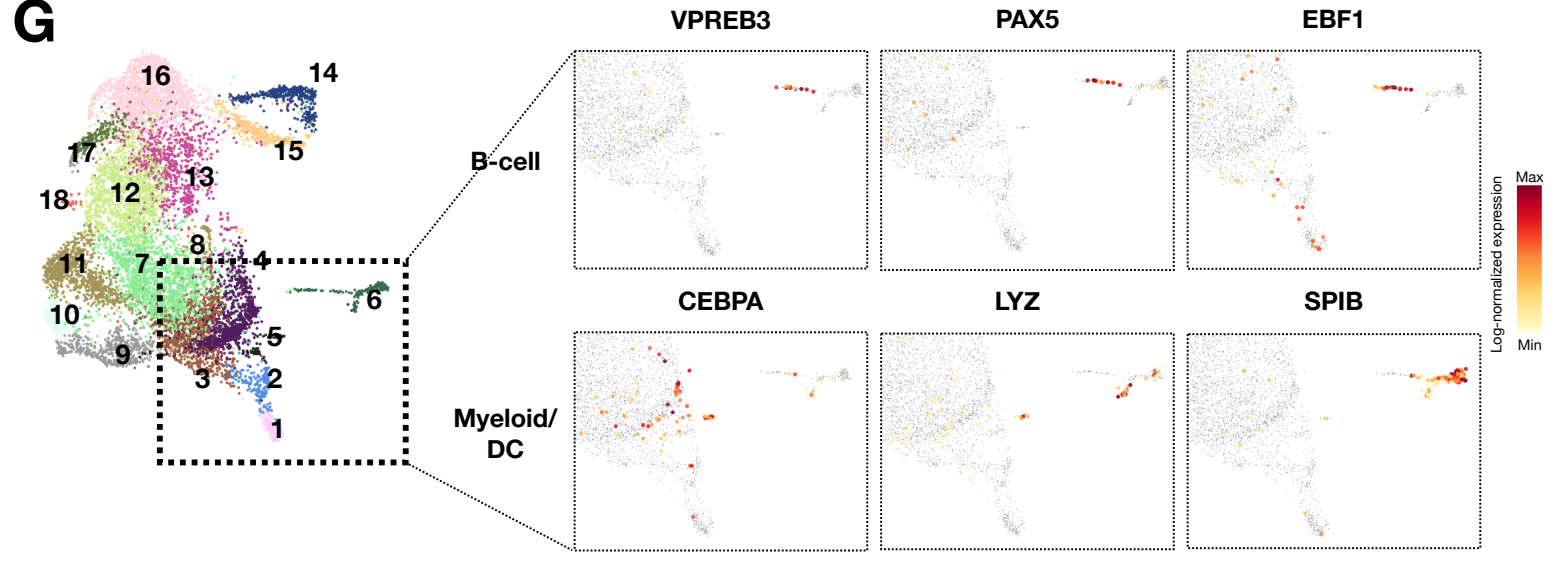 G
VPREB3
PAX5
EBF1
16
14
17
15
B-cell
13
12
18
Max
Log-normalized expression
Min
8
4
11
7
6
CEBPA
LYZ
SPIB
10
5
9
3
2
1
Myeloid/
DC